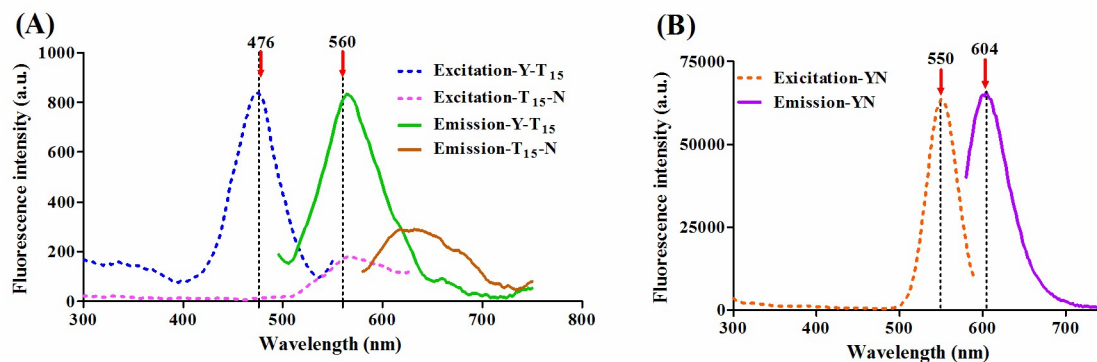 (A)
476 560
1000
800
600
400
200
0
300 400 500 600 700 800
Fluorescence intensity (a.u.)
Wavelength (nm)
Excitation-Y-T15
Excitation-T15-N
Emission-Y-T15
Emission-T15-N
(B)
550 604
75000
50000
25000
0
300 400 500 600 700
Fluorescence intensity (a.u.)
Wavelength (nm)
Exicitation-YN
Emission-YN